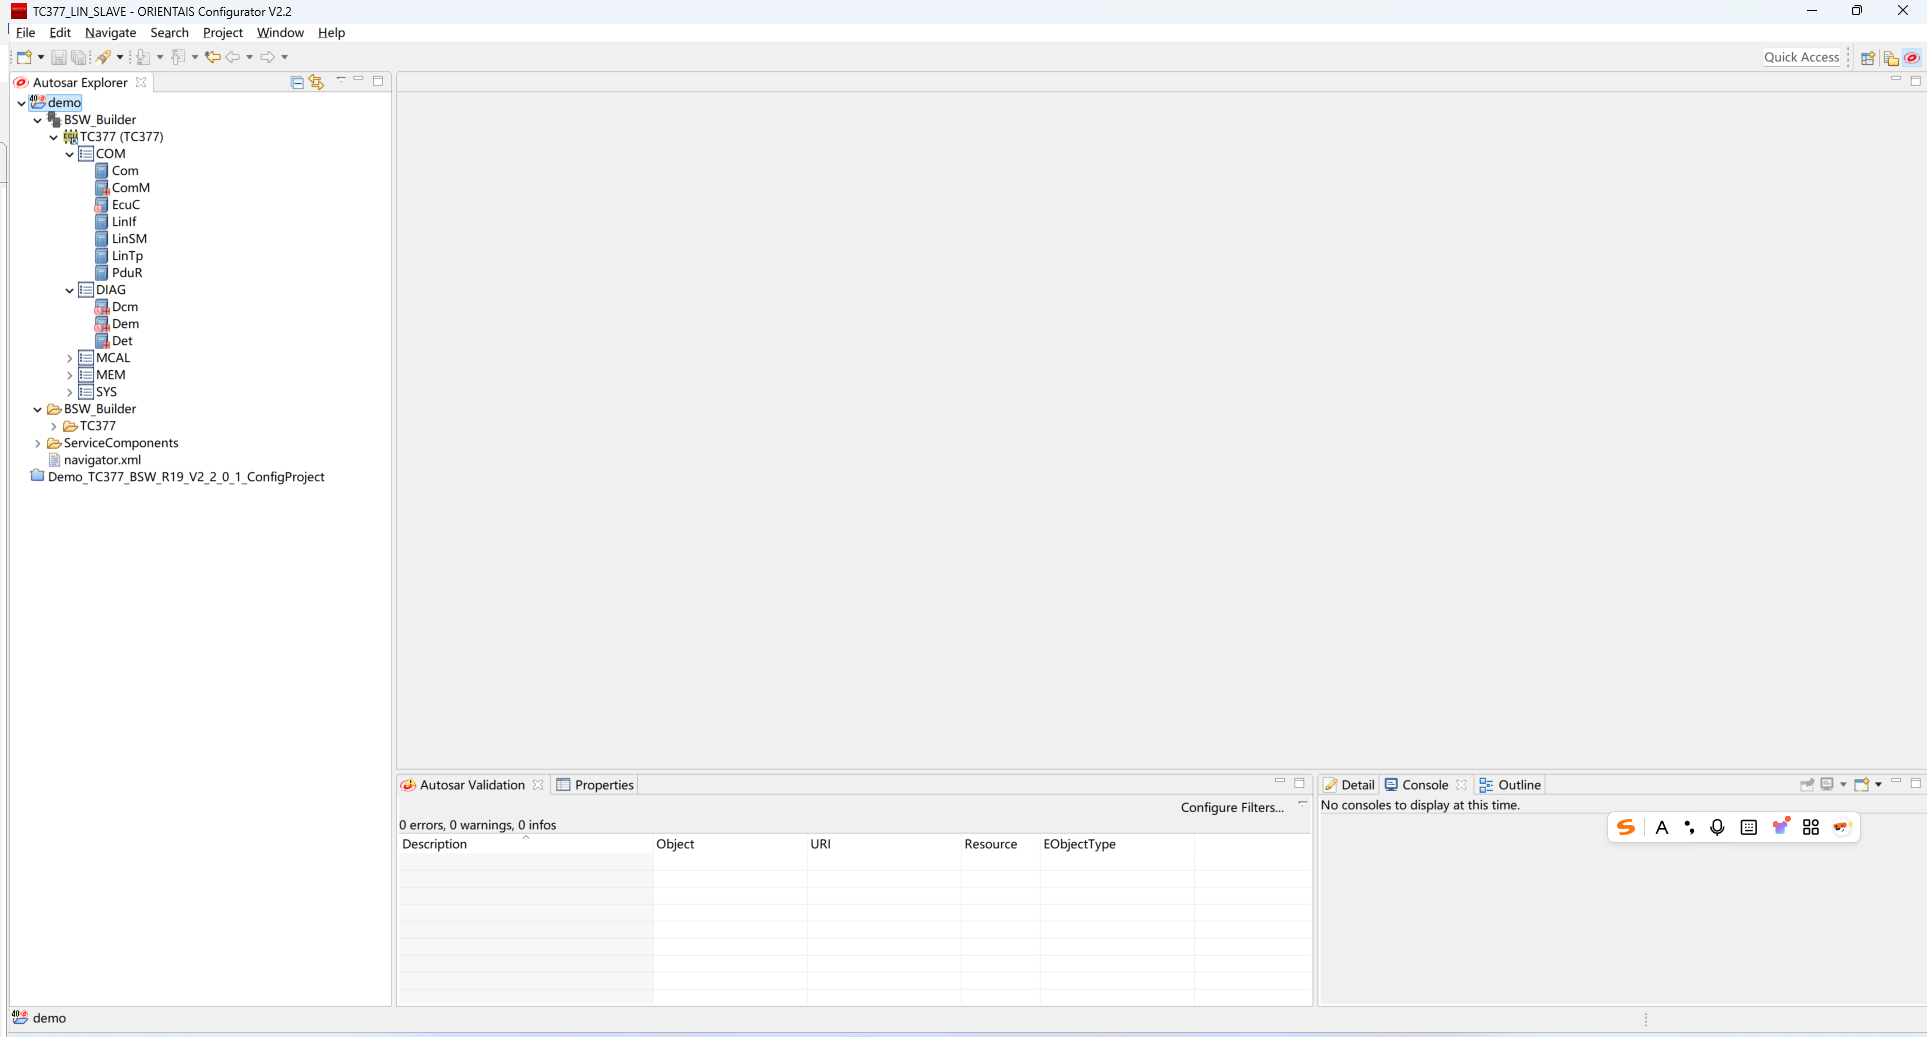 TC377_LIN_SLAVE - ORIENTAIS Configurator V2.2
File Edit Navigate Search Project Window Help
Quick Access
Autosar Explorer
demo
BSW_Builder
TC377 (TC377)
COM
Com
ComM
EcuC
LinIf
LinSM
LinTp
PduR
DIAG
Dcm
Dem
Det
MCAL
MEM
SYS
BSW_Builder
TC377
ServiceComponents
navigator.xml
Demo_TC377_BSW_R19_V2_2_0_1_ConfigProject
Autosar Validation Properties
Configure Filters...
0 errors, 0 warnings, 0 infos
Description Object URI Resource EObjectType
Detail Console Outline
No consoles to display at this time.
A
demo